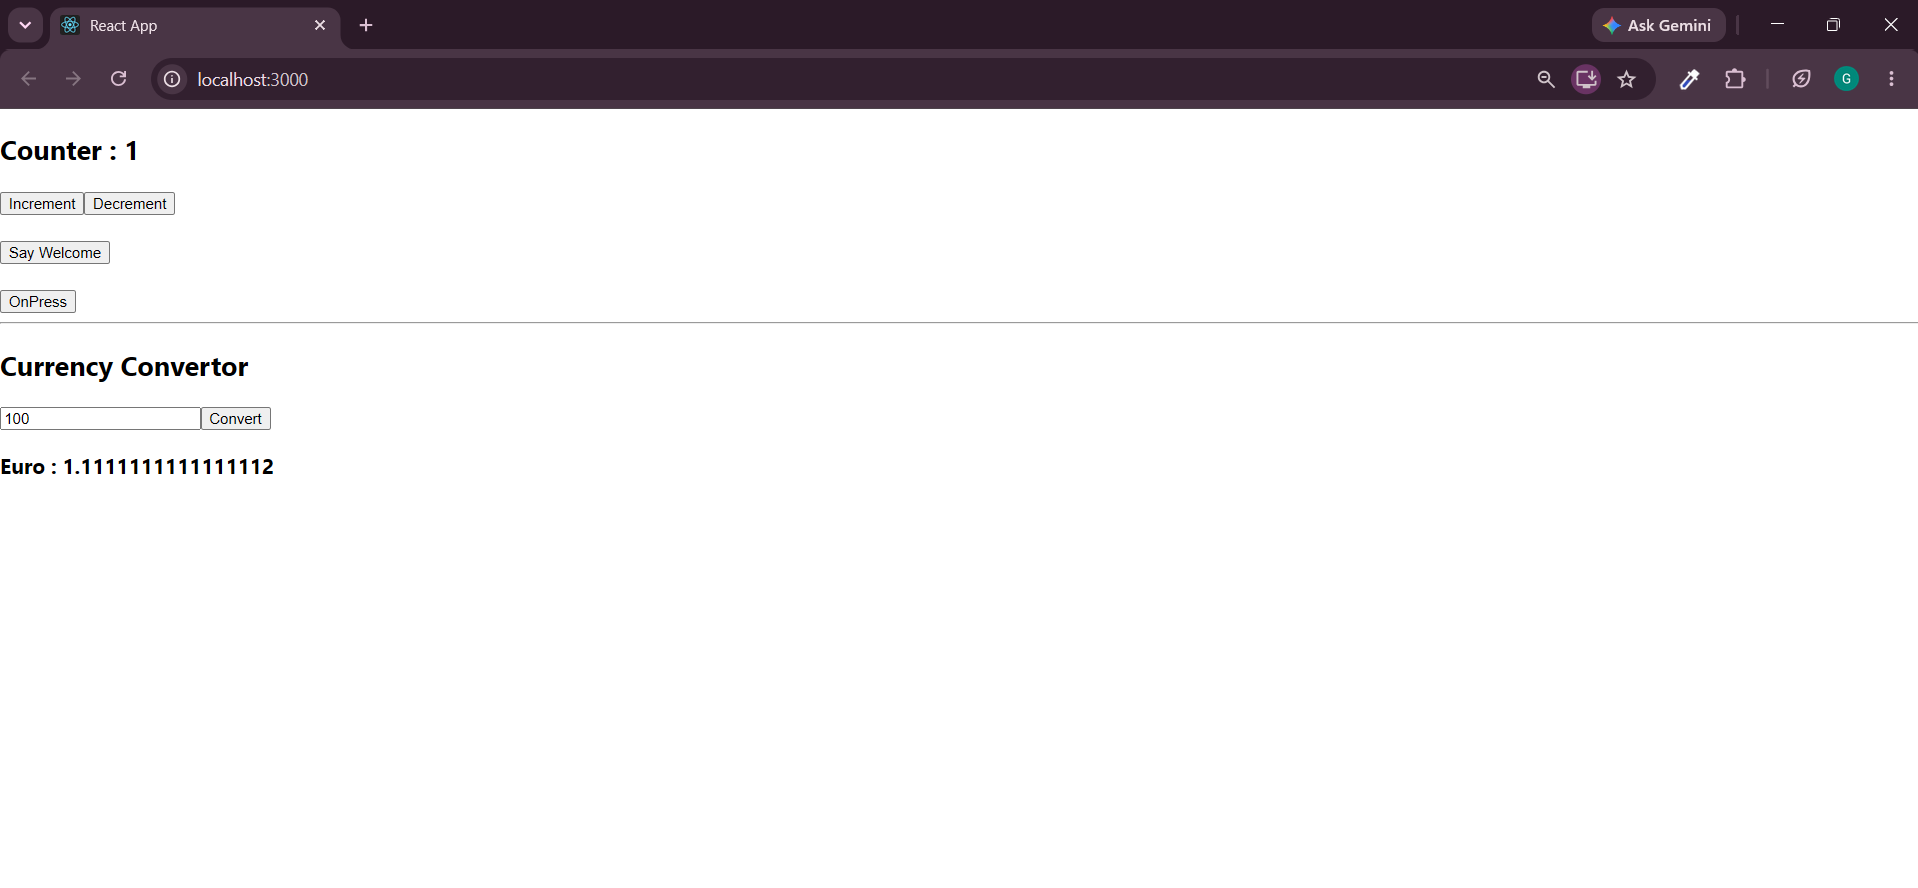 React App
Ask Gemini
localhost:3000
G
Counter : 1
Increment Decrement
Say Welcome
OnPress
Currency Convertor
100 Convert
Euro : 1.1111111111111112